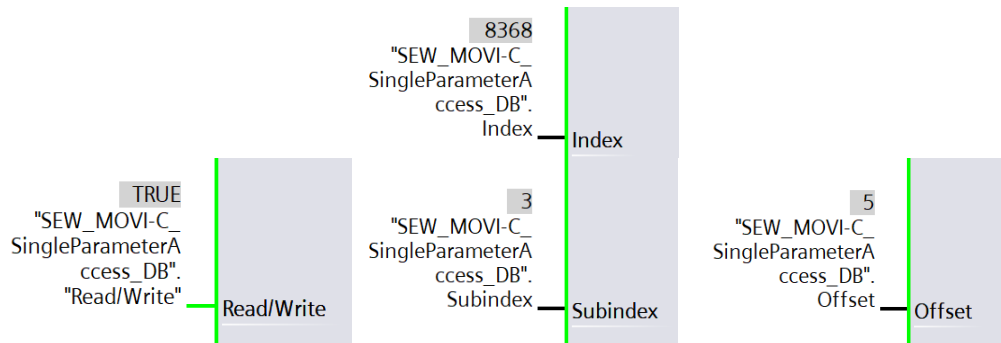 8368
"SEW_MOVI-C_
SingleParameterA
ccess_DB".
Index
Index
TRUE
"SEW_MOVI-C_
SingleParameterA
ccess_DB".
"Read/Write"
Read/Write
3
"SEW_MOVI-C_
SingleParameterA
ccess_DB".
Subindex
Subindex
5
"SEW_MOVI-C_
SingleParameterA
ccess_DB".
Offset
Offset